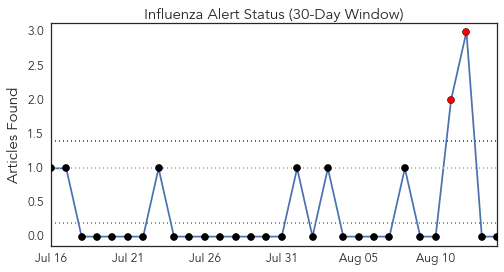 Influenza Alert Status (30-Day Window)
Articles Found
3.0
2.5
2.0
1.5
1.0
0.5
0.0
Jul 16 Jul 21 Jul 26 Jul 31 Aug 05 Aug 10